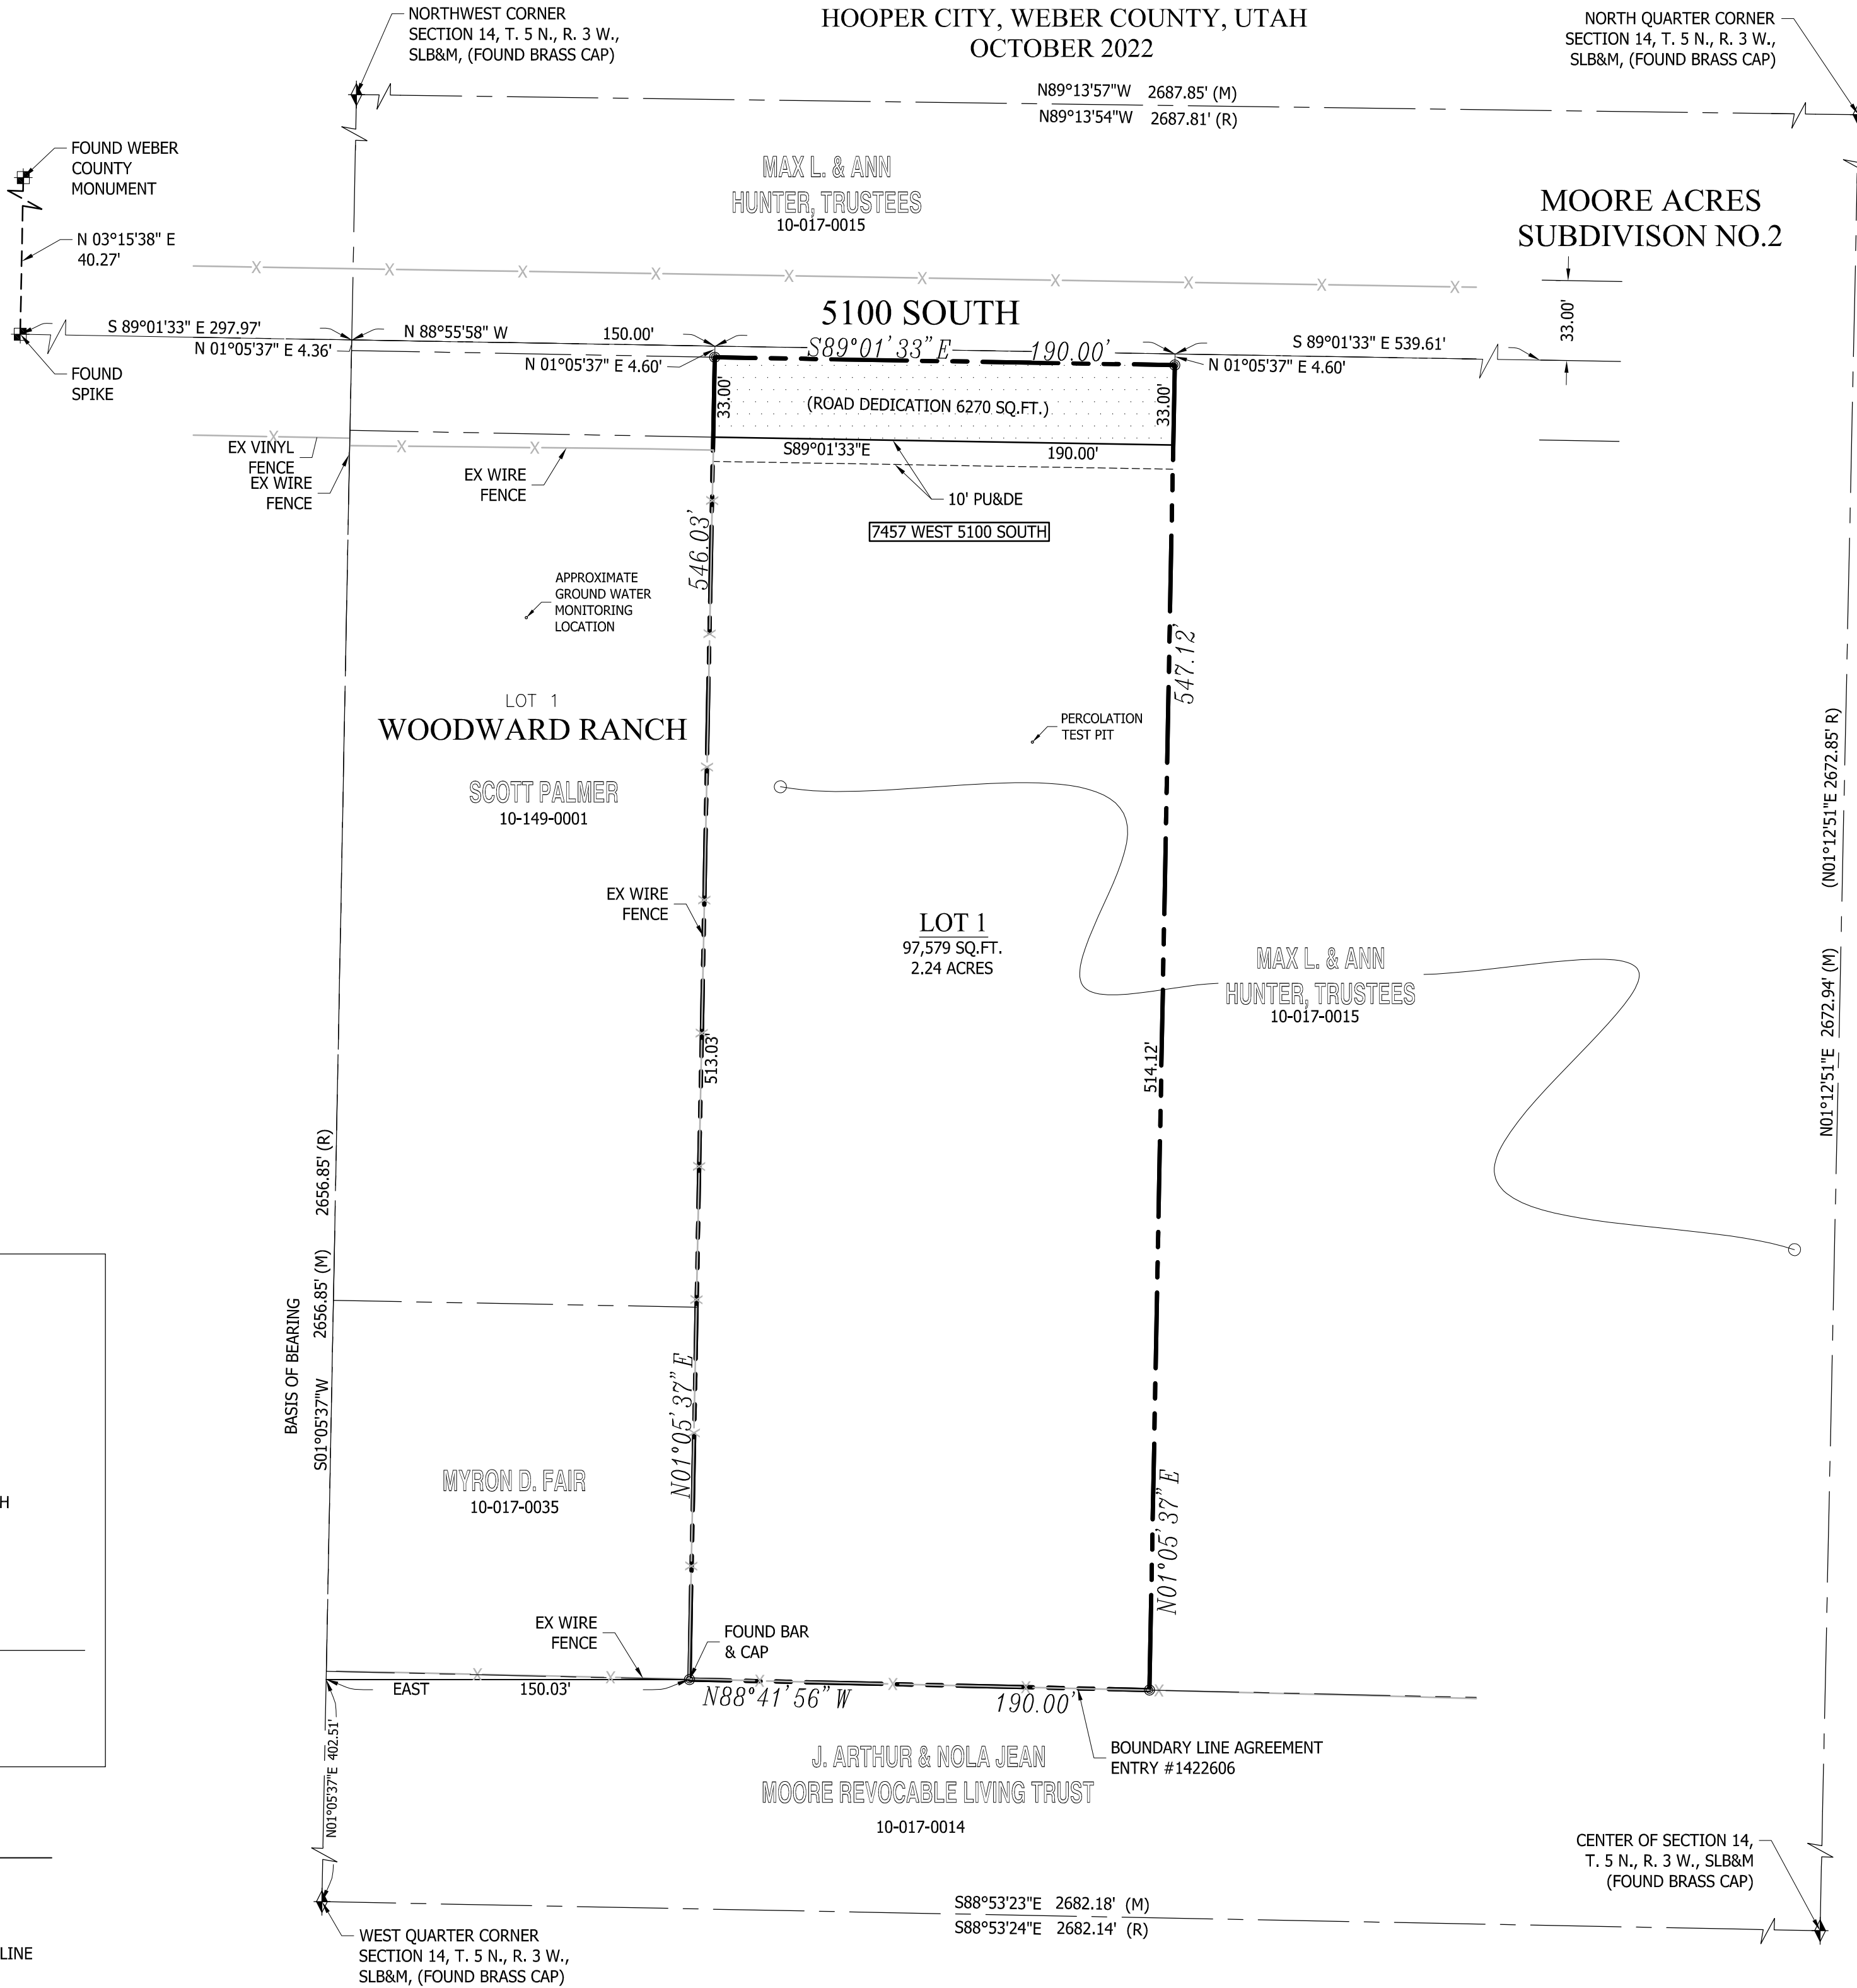 HOOPER CITY, WEBER COUNTY, UTAH
OCTOBER 2022
NORTHWEST CORNER
SECTION 14, T. 5 N., R. 3 W.,
SLB&M, (FOUND BRASS CAP)
NORTH QUARTER CORNER
SECTION 14, T. 5 N., R. 3 W.,
SLB&M, (FOUND BRASS CAP)
N89°13'57"W 2687.85' (M)
N89°13'54"W 2687.81' (R)
FOUND WEBER
COUNTY
MONUMENT
N 03°15'38" E
40.27'
MAX L. & ANN
HUNTER, TRUSTEES
10-017-0015
MOORE ACRES
SUBDIVISON NO.2
33.00'
5100 SOUTH
S 89°01'33" E 297.97'
N 01°05'37" E 4.36'
N 88°55'58" W 150.00'
N 01°05'37" E 4.60'
S89°01'33"E 190.00'
S 89°01'33" E 539.61'
N 01°05'37" E 4.60'
FOUND
SPIKE
33.00'
(ROAD DEDICATION 6270 SQ.FT.)
33.00'
S89°01'33"E 190.00'
EX VINYL
FENCE
EX WIRE
FENCE
EX WIRE
FENCE
10' PU&DE
7457 WEST 5100 SOUTH
546.03'
547.12'
APPROXIMATE
GROUND WATER
MONITORING
LOCATION
LOT 1
WOODWARD RANCH
SCOTT PALMER
10-149-0001
PERCOLATION
TEST PIT
EX WIRE
FENCE
LOT 1
97,579 SQ.FT.
2.24 ACRES
MAX L. & ANN
HUNTER, TRUSTEES
10-017-0015
513.03'
514.12'
N01°12'51"E 2672.94' (M)
(N01°12'51"E 2672.85' R)
BASIS OF BEARING
S01°05'37"W 2656.85' (M) 2656.85' (R)
N01°05'37"E
N01°05'37"E
MYRON D. FAIR
10-017-0035
H
EX WIRE
FENCE
FOUND BAR
& CAP
EAST 150.03'
N88°41'56"W 190.00'
N01°05'37"E 402.51'
J. ARTHUR & NOLA JEAN
MOORE REVOCABLE LIVING TRUST
10-017-0014
BOUNDARY LINE AGREEMENT
ENTRY #1422606
CENTER OF SECTION 14,
T. 5 N., R. 3 W., SLB&M
(FOUND BRASS CAP)
S88°53'23"E 2682.18' (M)
S88°53'24"E 2682.14' (R)
WEST QUARTER CORNER
SECTION 14, T. 5 N., R. 3 W.,
SLB&M, (FOUND BRASS CAP)
LINE